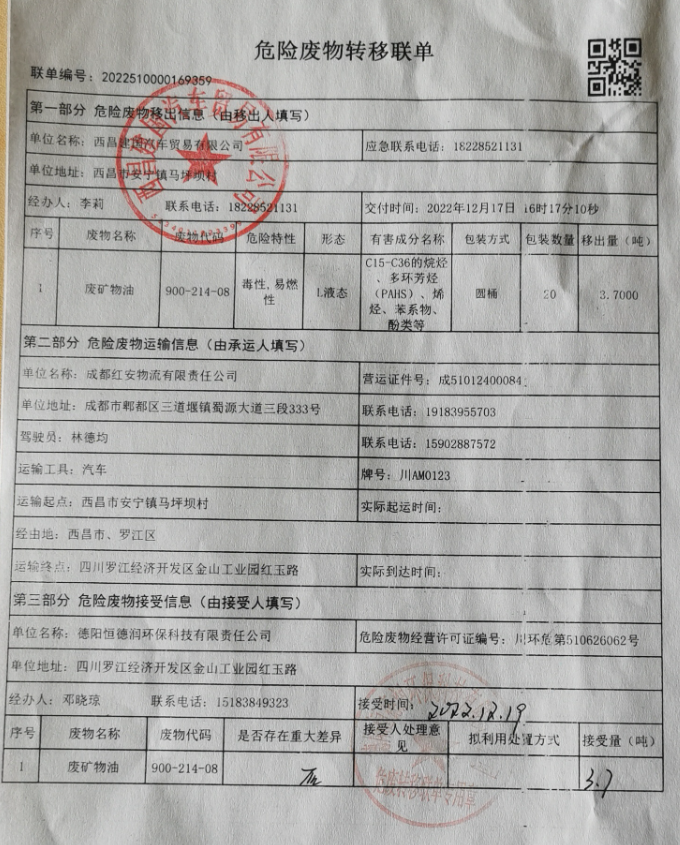 危险废物转移联单
联单编号：2022510000169359
第一部分 危险废物移出信息（由移出人填写）
单位名称：西昌建国汽车贸易有限公司 应急联系电话：18228521131
单位地址：西昌市安宁镇马坪坝村
经办人：李莉 联系电话：18228521131 交付时间：2022年12月17日 16时17分10秒
序号 废物名称 废物代码 危险特性 形态 有害成分名称 包装方式 包装数量 移出量（吨）
1 废矿物油 900-214-08 毒性,易燃性 L液态 C15-C36的烷烃、多环芳烃（PAHS）、烯烃、苯系物、酚类等 圆桶 20 3.7000
第二部分 危险废物运输信息（由承运人填写）
单位名称：成都红安物流有限责任公司 营运证件号：成51012400084
单位地址：成都市郫都区三道堰镇蜀源大道三段333号 联系电话：19183955703
驾驶员：林德均 联系电话：15902887572
运输工具：汽车 牌号：川AM0123
运输起点：西昌市安宁镇马坪坝村 实际起运时间：
经由地：西昌市、罗江区
运输终点：四川罗江经济开发区金山工业园红玉路 实际到达时间：
第三部分 危险废物接受信息（由接受人填写）
单位名称：德阳恒德润环保科技有限责任公司 危险废物经营许可证编号：川环危第510626062号
单位地址：四川罗江经济开发区金山工业园红玉路
经办人：邓晓琼 联系电话：15183849323 接受时间：2022.12.19
序号 废物名称 废物代码 是否存在重大差异 接受人处理意见 拟利用处置方式 接受量（吨）
1 废矿物油 900-214-08 否 3.7
西昌建国汽车贸易有限公司
危废转移联单专用章